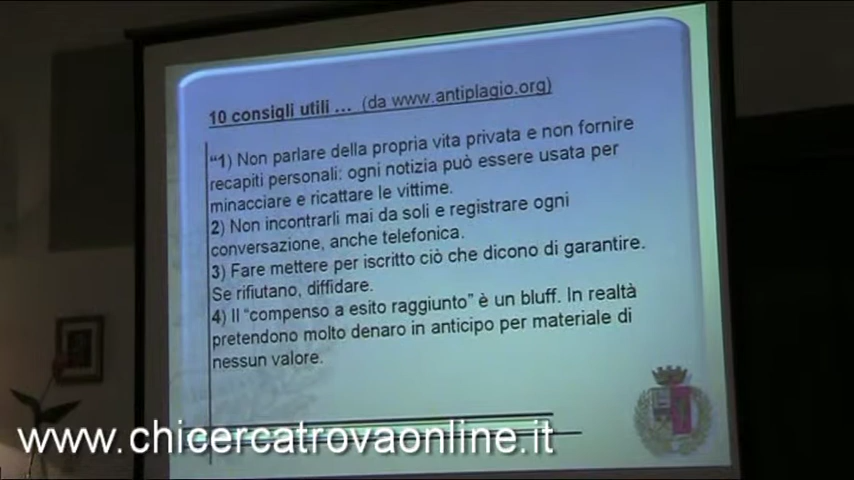 10 consigli utili ... (da www.antiplagio.org)
"1) Non parlare della propria vita privata e non fornire
recapiti personali: ogni notizia può essere usata per
minacciare e ricattare le vittime.
2) Non incontrarli mai da soli e registrare ogni
conversazione, anche telefonica.
3) Fare mettere per iscritto ciò che dicono di garantire.
Se rifiutano, diffidare.
4) Il "compenso a esito raggiunto" è un bluff. In realtà
pretendono molto denaro in anticipo per materiale di
nessun valore.
www.chicercatrovaonline.it